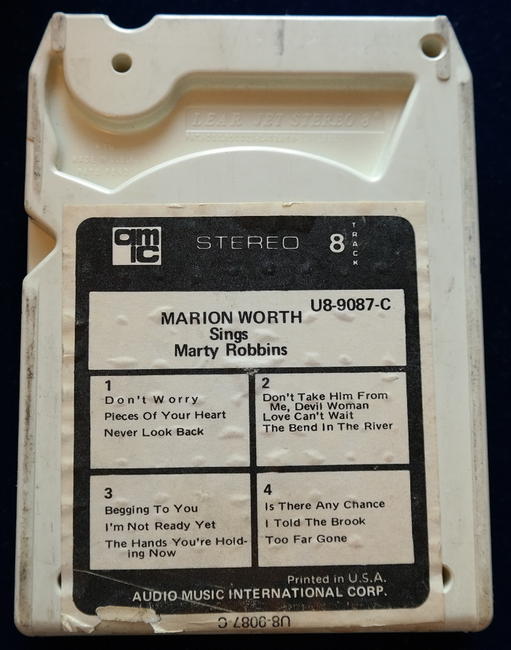 LEAR JET STEREO 8
amic
STEREO 8 TRACK
U8-9087-C
MARION WORTH
Sings
Marty Robbins
1
Don't Worry
Pieces Of Your Heart
Never Look Back
2
Don't Take Him From
Me, Devil Woman
Love Can't Wait
The Bend In The River
3
Begging To You
I'm Not Ready Yet
The Hands You're Hold-
ing Now
4
Is There Any Chance
I Told The Brook
Too Far Gone
Printed in U.S.A.
AUDIO MUSIC INTERNATIONAL CORP.
U8-9087 C